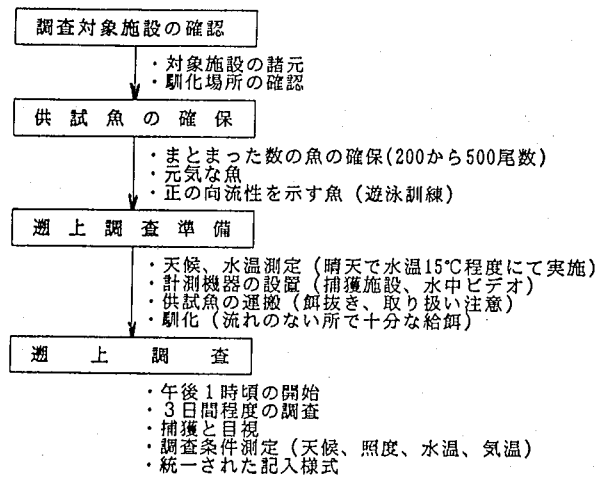 調査対象施設の確認
・対象施設の諸元
・馴化場所の確認
供試魚の確保
・まとまった数の魚の確保(200から500尾数)
・元気な魚
・正の向流性を示す魚（遊泳訓練）
遡上調査準備
・天候、水温測定（晴天で水温15℃程度にて実施）
・計測機器の設置（捕獲施設、水中ビデオ）
・供試魚の運搬（餌抜き、取り扱い注意）
・馴化（流れのない所で十分な給餌）
遡上調査
・午後１時頃の開始
・３日間程度の調査
・捕獲と目視
・調査条件測定（天候、照度、水温、気温）
・統一された記入様式